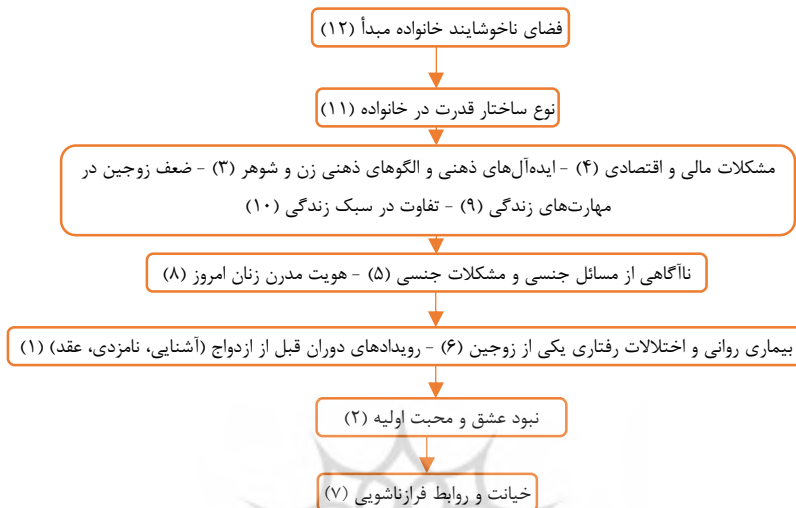 فضای ناخوشایند خانواده مبدأ (۱۲)
نوع ساختار قدرت در خانواده (۱۱)
مشکلات مالی و اقتصادی (۴) - ایده‌آل‌های ذهنی و الگوهای ذهنی زن و شوهر (۳) - ضعف زوجین در
مهارت‌های زندگی (۹) - تفاوت در سبک زندگی (۱۰)
ناآگاهی از مسائل جنسی و مشکلات جنسی (۵) - هویت مدرن زنان امروز (۸)
بیماری روانی و اختلالات رفتاری یکی از زوجین (۶) - رویدادهای دوران قبل از ازدواج (آشنایی، نامزدی، عقد) (۱)
نبود عشق و محبت اولیه (۲)
خیانت و روابط فرازناشویی (۷)